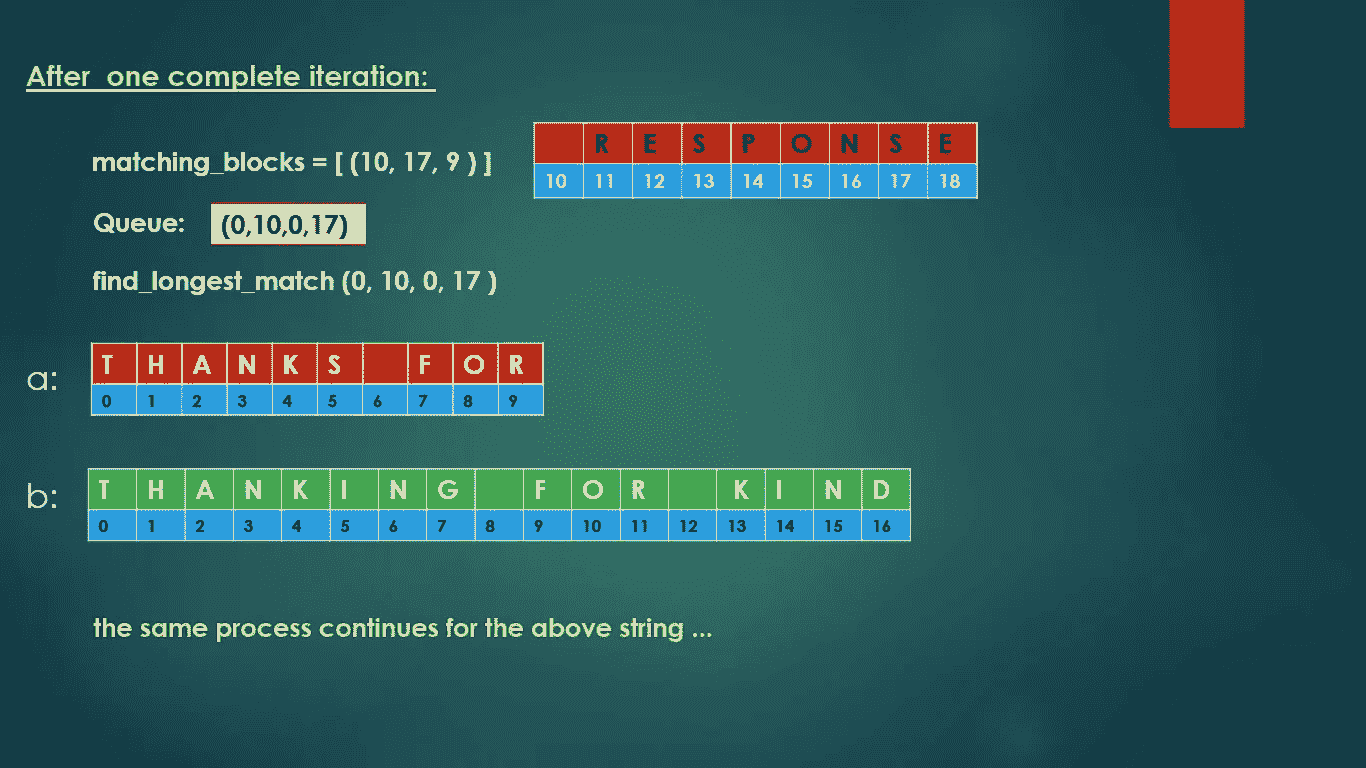 After one complete iteration:
matching_blocks = [ (10, 17, 9 ) ]
R E S P O N S E
10 11 12 13 14 15 16 17 18
Queue: (0,10,0,17)
find_longest_match (0, 10, 0, 17 )
a:
T H A N K S F O R
0 1 2 3 4 5 6 7 8 9
b:
T H A N K I N G F O R K I N D
0 1 2 3 4 5 6 7 8 9 10 11 12 13 14 15 16
the same process continues for the above string ...